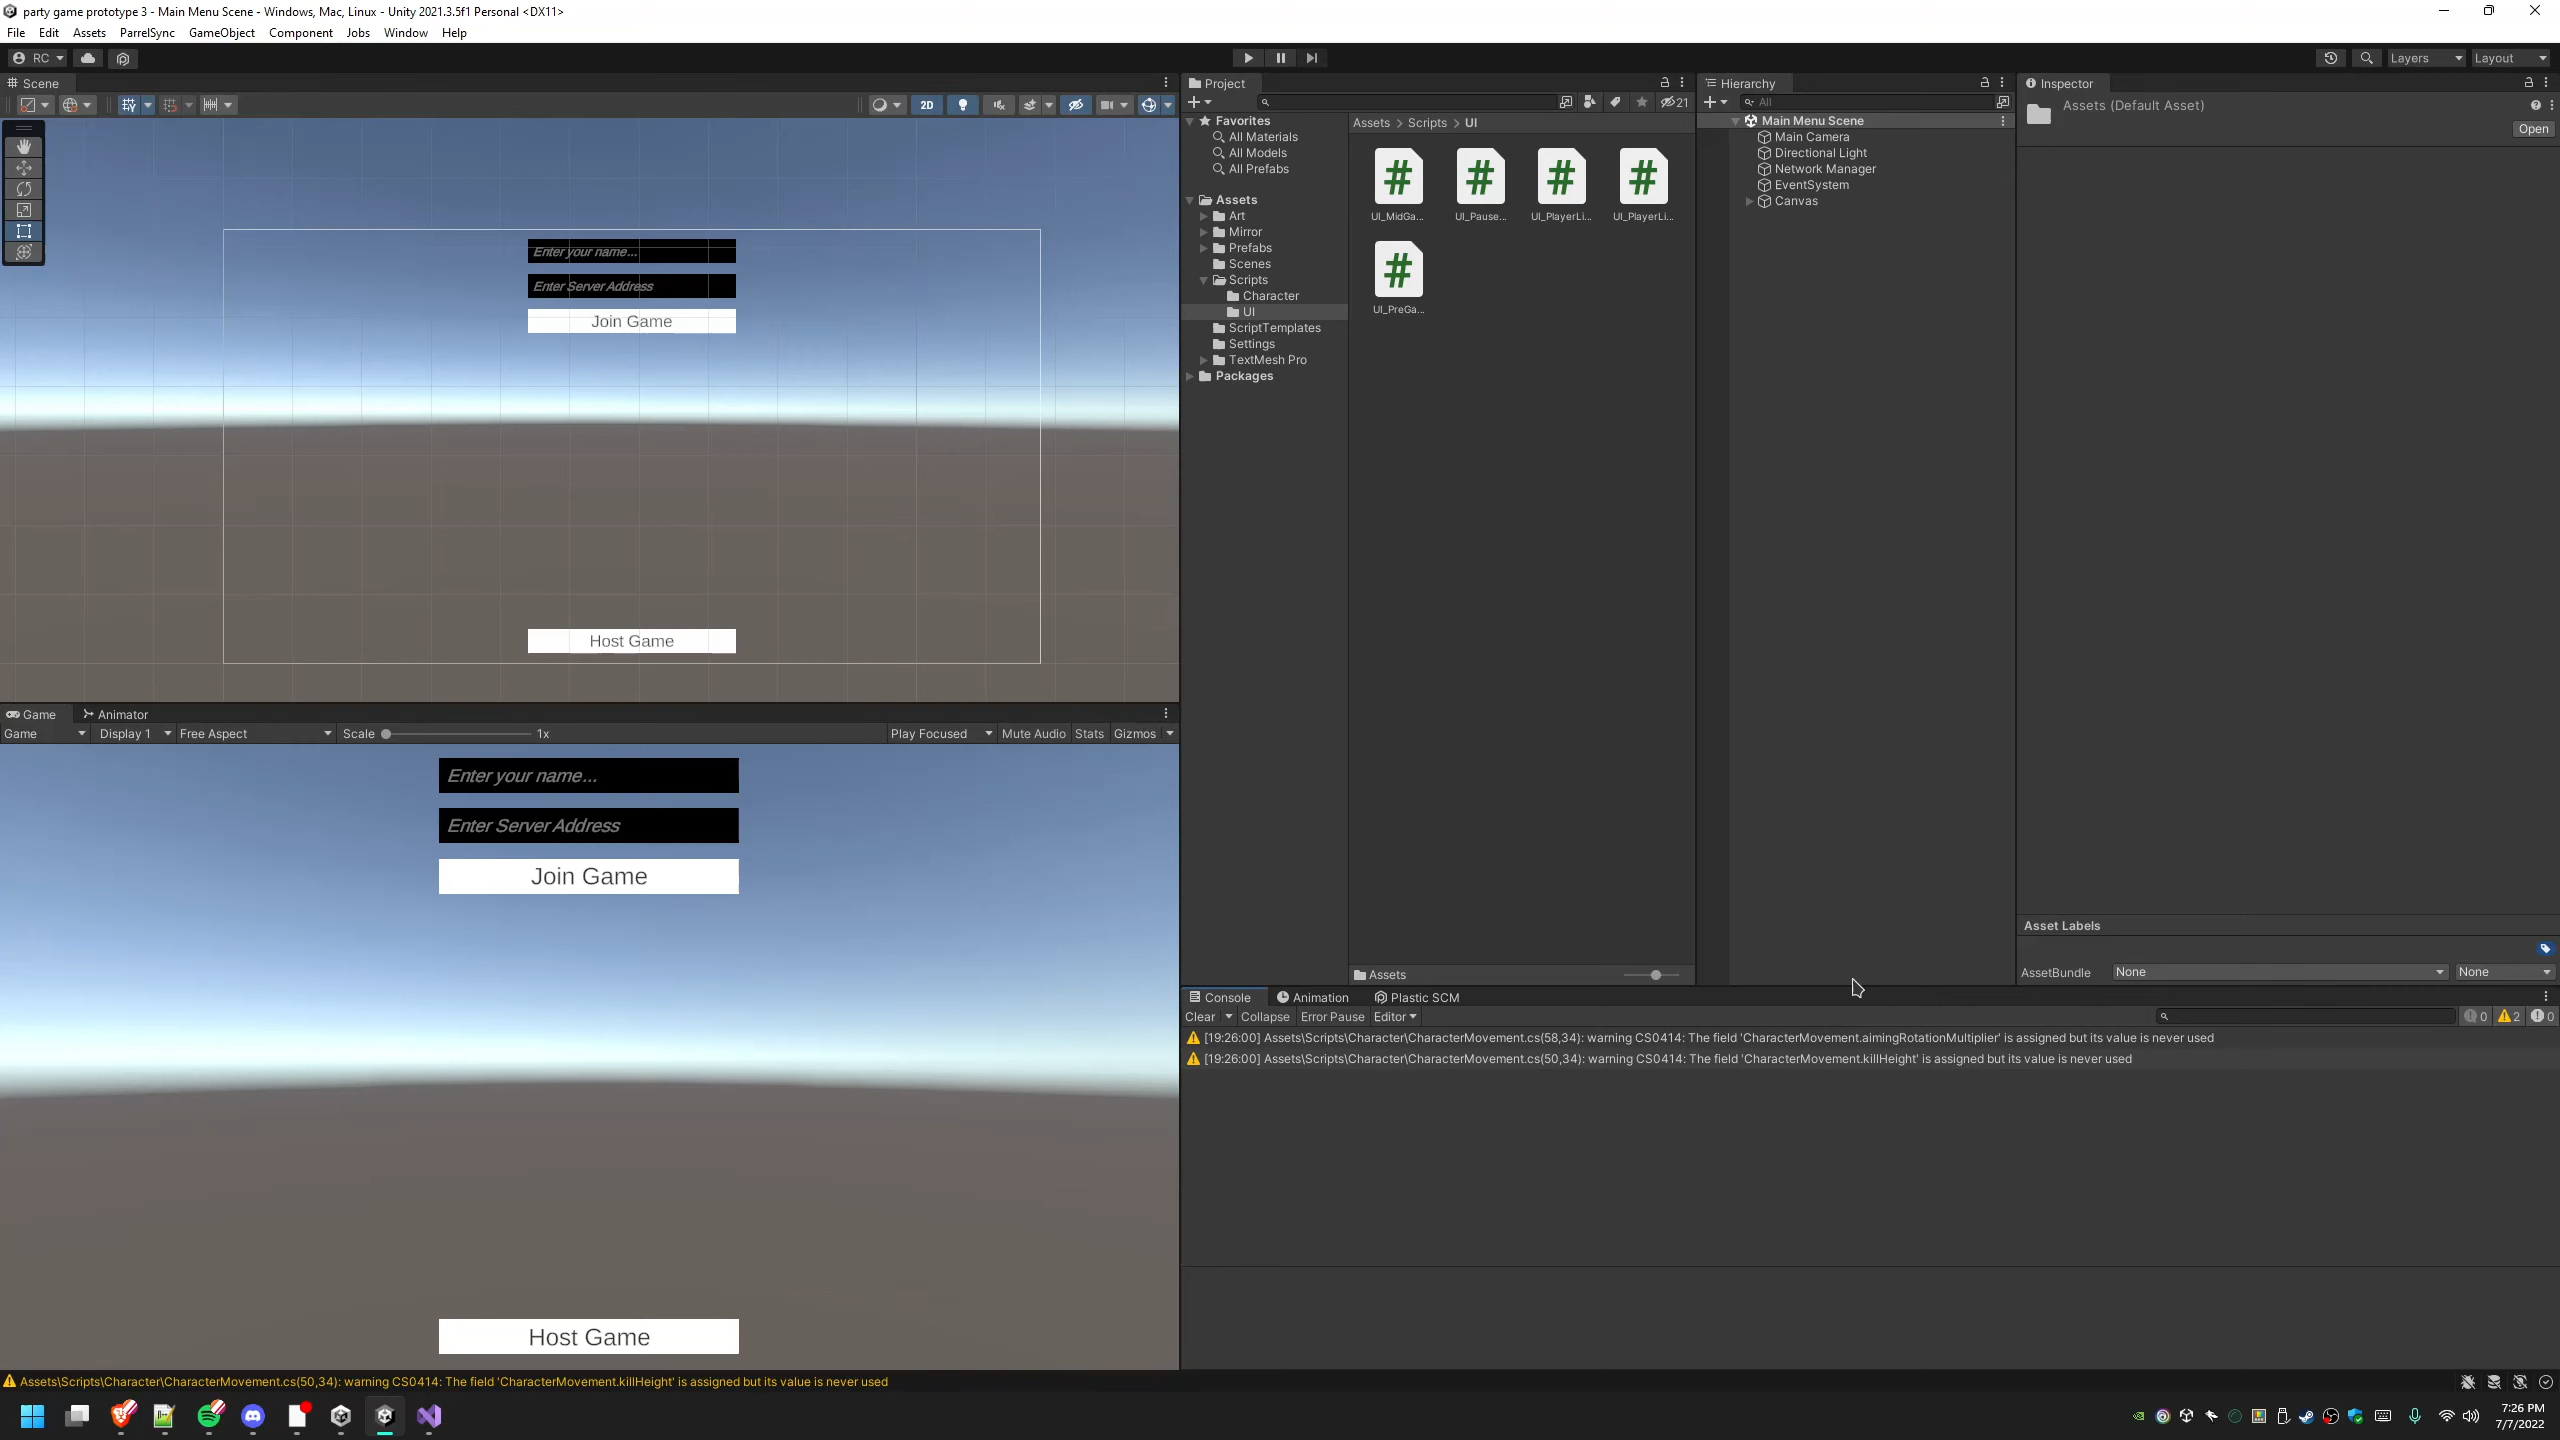 party game prototype 3 - Main Menu Scene - Windows, Mac, Linux - Unity 2021.3.5f1 Personal <DX11>
File Edit Assets ParrelSync GameObject Component Jobs Window Help
RC
Layers
Layout
Scene
2D
Enter your name...
Enter Server Address
Join Game
Host Game
Game
Animator
Game
Display 1
Free Aspect
Scale
1x
Play Focused
Mute Audio
Stats
Gizmos
Enter your name...
Enter Server Address
Join Game
Host Game
Project
21
Favorites
All Materials
All Models
All Prefabs
Assets
Art
Mirror
Prefabs
Scenes
Scripts
Character
UI
ScriptTemplates
Settings
TextMesh Pro
Packages
Assets > Scripts > UI
#
#
#
#
UI_MidGa...
UI_Pause...
UI_PlayerLi...
UI_PlayerLi...
#
UI_PreGa...
Assets
Hierarchy
All
Main Menu Scene
Main Camera
Directional Light
Network Manager
EventSystem
Canvas
Inspector
Assets (Default Asset)
Open
Asset Labels
AssetBundle
None
None
Console
Animation
Plastic SCM
Clear
Collapse
Error Pause
Editor
0
2
0
[19:26:00] Assets\Scripts\Character\CharacterMovement.cs(58,34): warning CS0414: The field 'CharacterMovement.aimingRotationMultiplier' is assigned but its value is never used
[19:26:00] Assets\Scripts\Character\CharacterMovement.cs(50,34): warning CS0414: The field 'CharacterMovement.killHeight' is assigned but its value is never used
Assets\Scripts\Character\CharacterMovement.cs(50,34): warning CS0414: The field 'CharacterMovement.killHeight' is assigned but its value is never used
7:26 PM
7/7/2022